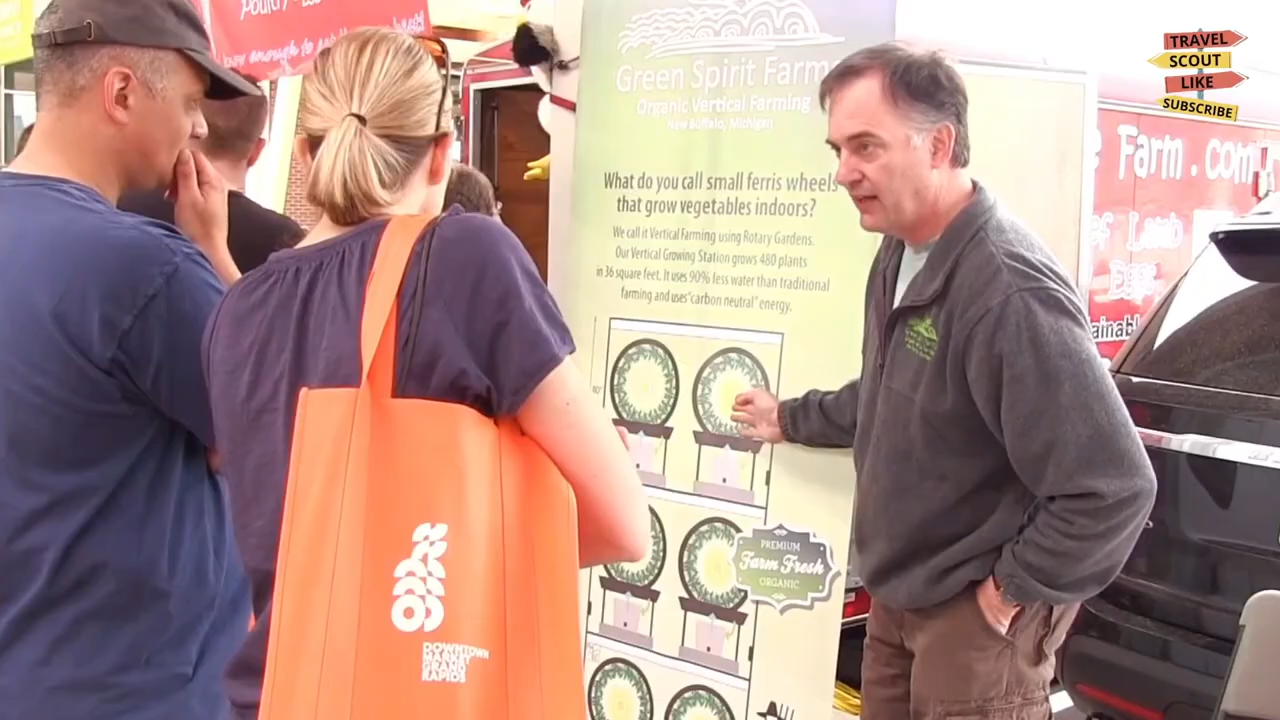 Poultry
TRAVEL
SCOUT
LIKE
SUBSCRIBE
Green Spirit Farms
Organic Vertical Farming
New Buffalo, Michigan
What do you call small ferris wheels
that grow vegetables indoors?
We call it Vertical Farming using Rotary Gardens.
Our Vertical Growing Station grows 480 plants
in 36 square feet. It uses 90% less water than traditional
farming and uses "carbon neutral" energy.
Farm.com
Lamb
Eggs
PREMIUM
Farm Fresh
ORGANIC
DOWNTOWN
MARKET
GRAND
RAPIDS